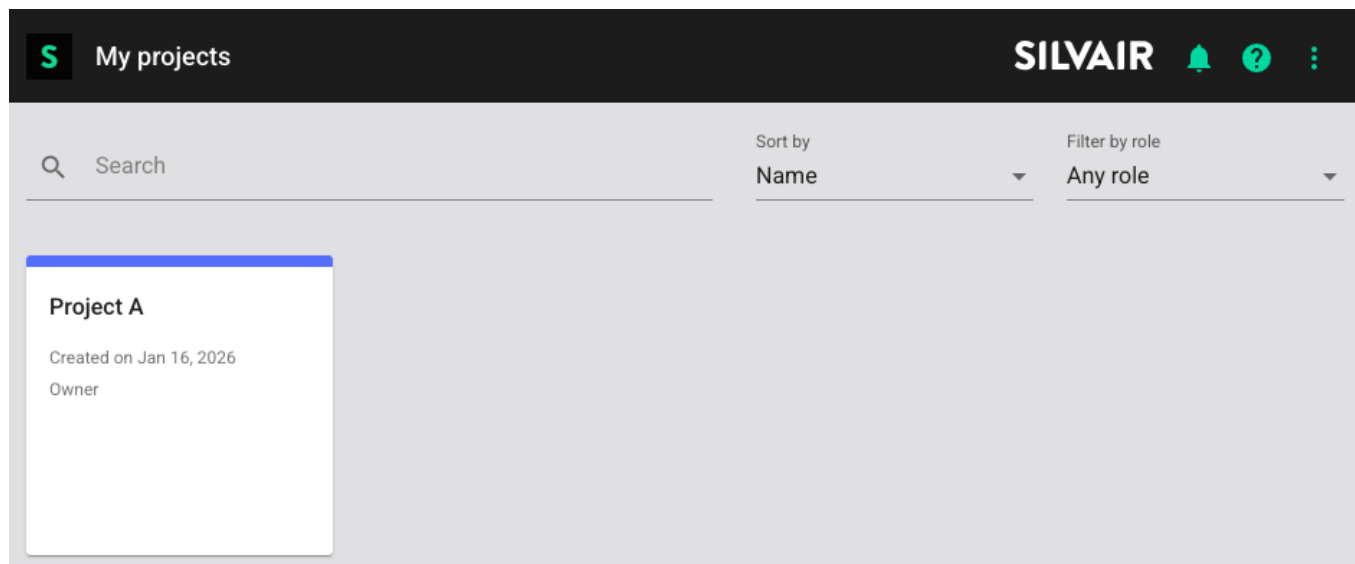 S My projects SILVAIR
Search
Sort by
Name
Filter by role
Any role
Project A
Created on Jan 16, 2026
Owner